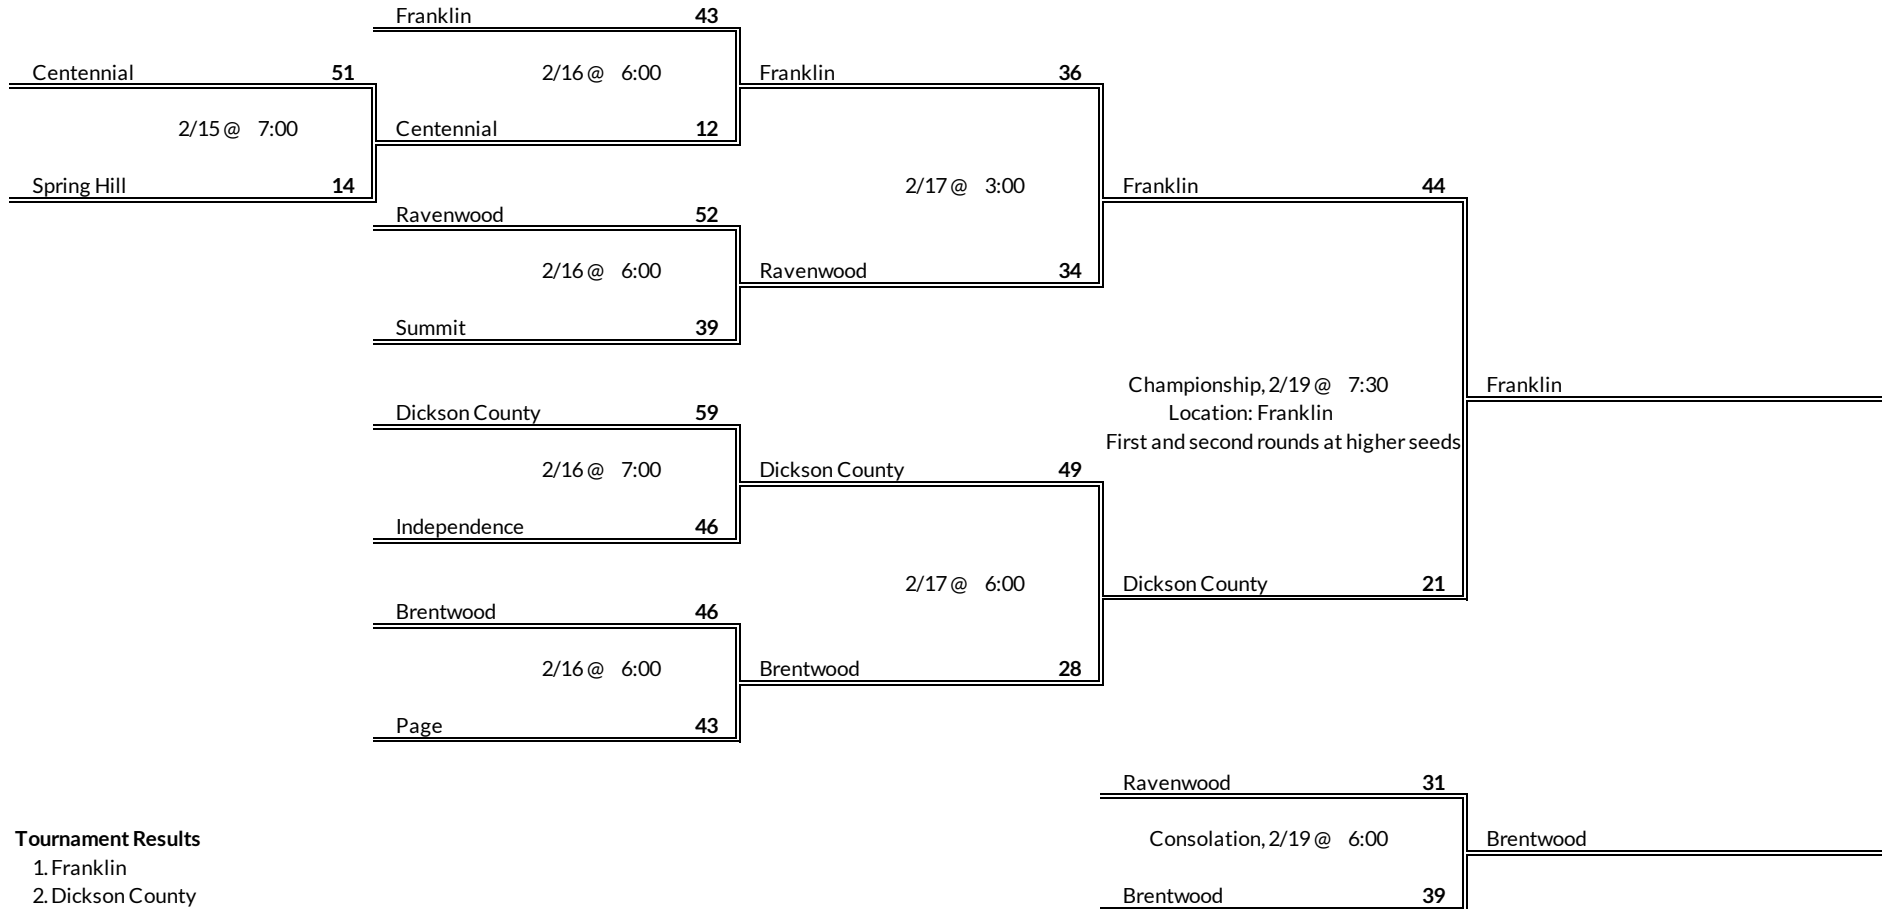 Franklin 43
Centennial 51
2/16 @ 6:00
Franklin 36
2/15 @ 7:00
Centennial 12
Spring Hill 14
2/17 @ 3:00
Franklin 44
Ravenwood 52
2/16 @ 6:00
Ravenwood 34
Summit 39
Championship, 2/19 @ 7:30
Franklin
Dickson County 59
Location: Franklin
First and second rounds at higher seeds
2/16 @ 7:00
Dickson County 49
Independence 46
2/17 @ 6:00
Dickson County 21
Brentwood 46
2/16 @ 6:00
Brentwood 28
Page 43
Ravenwood 31
Tournament Results
Consolation, 2/19 @ 6:00
Brentwood
1. Franklin
2. Dickson County
Brentwood 39